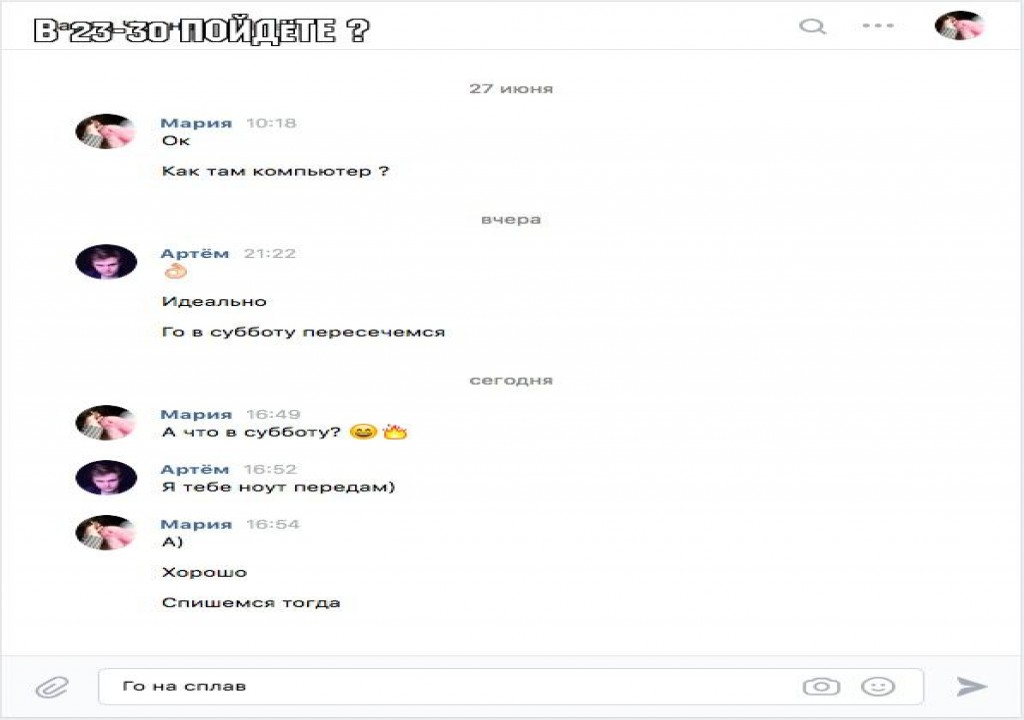 В 23-30 ПОЙДЁТЕ ?
27 июня
Мария 10:18
Ок
Как там компьютер ?
вчера
Артём 21:22
👌🏻
Идеально
Го в субботу пересечемся
сегодня
Мария 16:49
А что в субботу? 😄🔥
Артём 16:52
Я тебе ноут передам)
Мария 16:54
А)
Хорошо
Спишемся тогда
Го на сплав